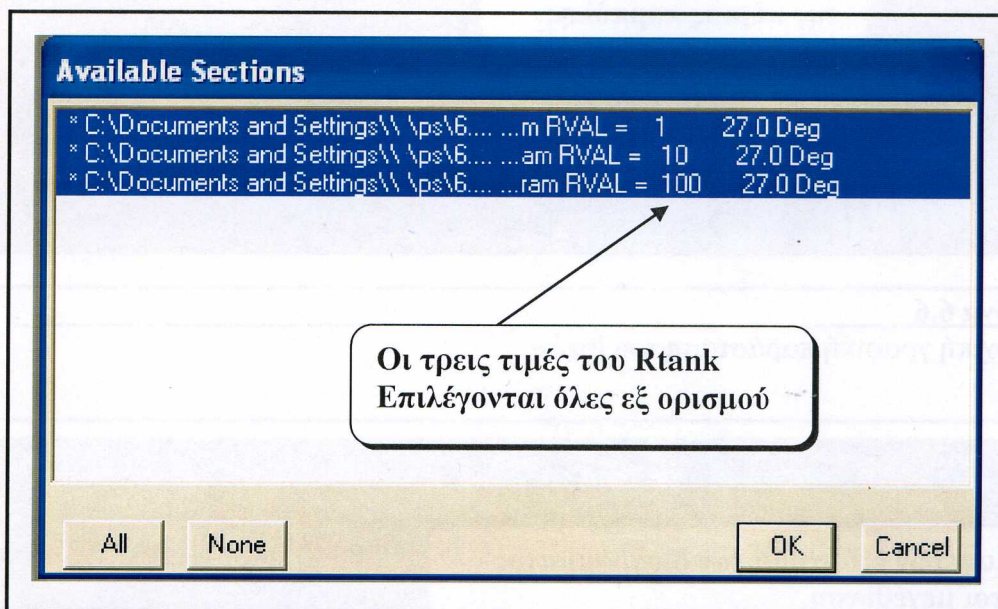 Available Sections
* C:\Documents and Settings\\ \ps\6.... ...m RVAL = 1 27.0 Deg
* C:\Documents and Settings\\ \ps\6.... ...am RVAL = 10 27.0 Deg
* C:\Documents and Settings\\ \ps\6.... ...ram RVAL = 100 27.0 Deg
Οι τρεις τιμές του Rtank
Επιλέγονται όλες εξ ορισμού
All None OK Cancel